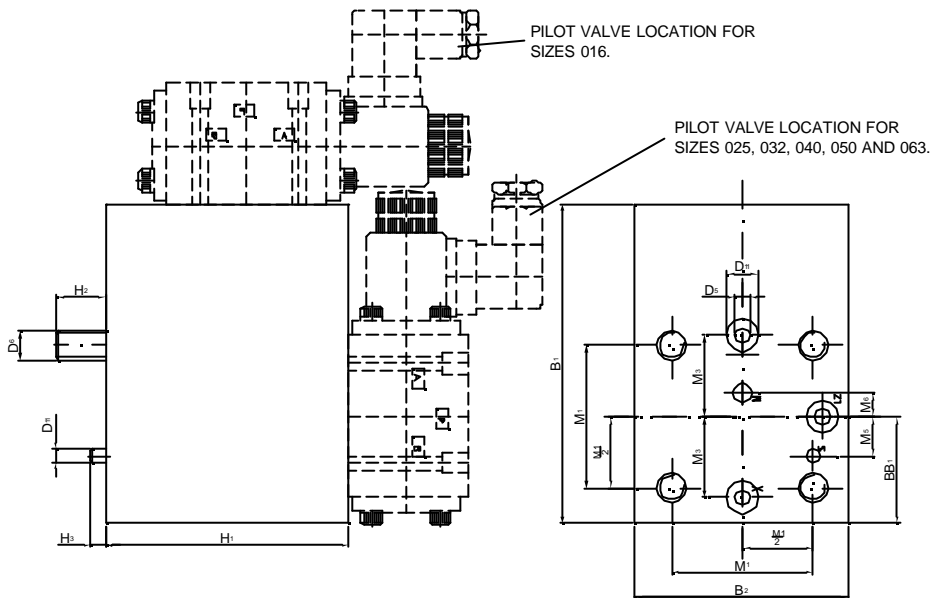 PILOT VALVE LOCATION FOR
SIZES 016.
PILOT VALVE LOCATION FOR
SIZES 025, 032, 040, 050 AND 063.
P
B
A
H2
D6
D11
H3
H1
A
P
B
D11
D5
B1
M1
M1
2
M3
M3
LZ
M6
M5
BB1
X
M1
2
M1
B2